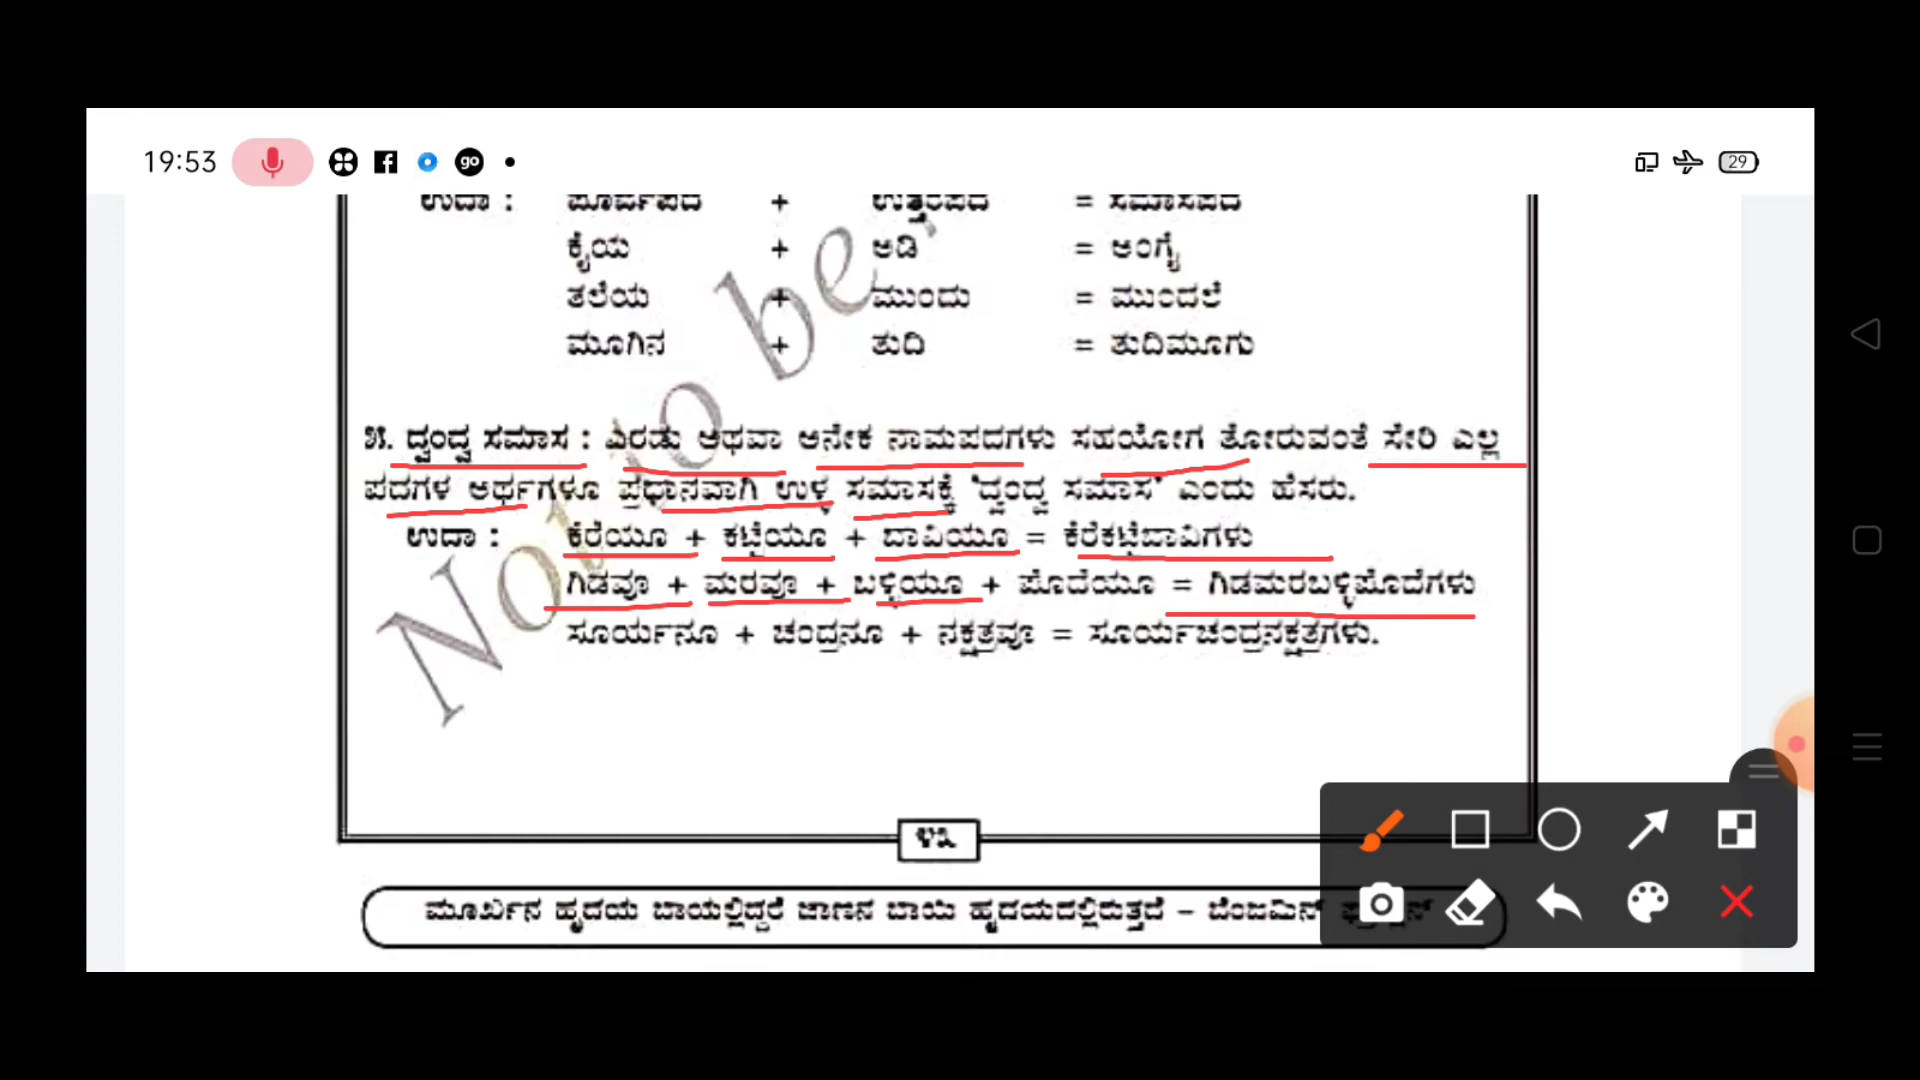 19:53 go 29
ಉದಾ : ಪೂರ್ವಪದ + ಉತ್ತರಪದ = ಸಮಾಸಪದ
ಕೈಯ + ಅಡಿ = ಅಂಗೈ
ತಲೆಯ + ಮುಂದು = ಮುಂದಲೆ
ಮೂಗಿನ + ತುದಿ = ತುದಿಮೂಗು
೫. ದ್ವಂದ್ವ ಸಮಾಸ : ಎರಡು ಅಥವಾ ಅನೇಕ ನಾಮಪದಗಳು ಸಹಯೋಗ ತೋರುವಂತೆ ಸೇರಿ ಎಲ್ಲ
ಪದಗಳ ಅರ್ಥಗಳೂ ಪ್ರಧಾನವಾಗಿ ಉಳ್ಳ ಸಮಾಸಕ್ಕೆ 'ದ್ವಂದ್ವ ಸಮಾಸ' ಎಂದು ಹೆಸರು.
ಉದಾ : ಕೆರೆಯೂ + ಕಟ್ಟೆಯೂ + ಬಾವಿಯೂ = ಕೆರೆಕಟ್ಟೆಬಾವಿಗಳು
ಗಿಡವೂ + ಮರವೂ + ಬಳ್ಳಿಯೂ + ಪೊದೆಯೂ = ಗಿಡಮರಬಳ್ಳಿಪೊದೆಗಳು
ಸೂರ್ಯನೂ + ಚಂದ್ರನೂ + ನಕ್ಷತ್ರವೂ = ಸೂರ್ಯಚಂದ್ರನಕ್ಷತ್ರಗಳು.
Not to be
ಮೂರ್ಖನ ಹೃದಯ ಬಾಯಲ್ಲಿದ್ದರೆ ಜಾಣನ ಬಾಯಿ ಹೃದಯದಲ್ಲಿರುತ್ತದೆ – ಬೆಂಜಮಿನ್